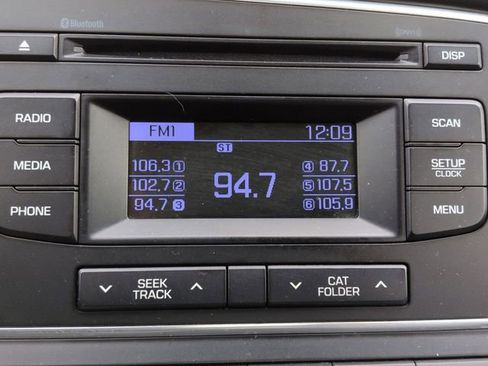 Bluetooth
DISP
RADIO
FM1 12:09
SCAN
ST
MEDIA
106.3 1 94.7 4 87.7
102.7 2 5 107.5
94.7 3 6 105.9
SETUP
CLOCK
PHONE
MENU
SEEK
TRACK
CAT
FOLDER